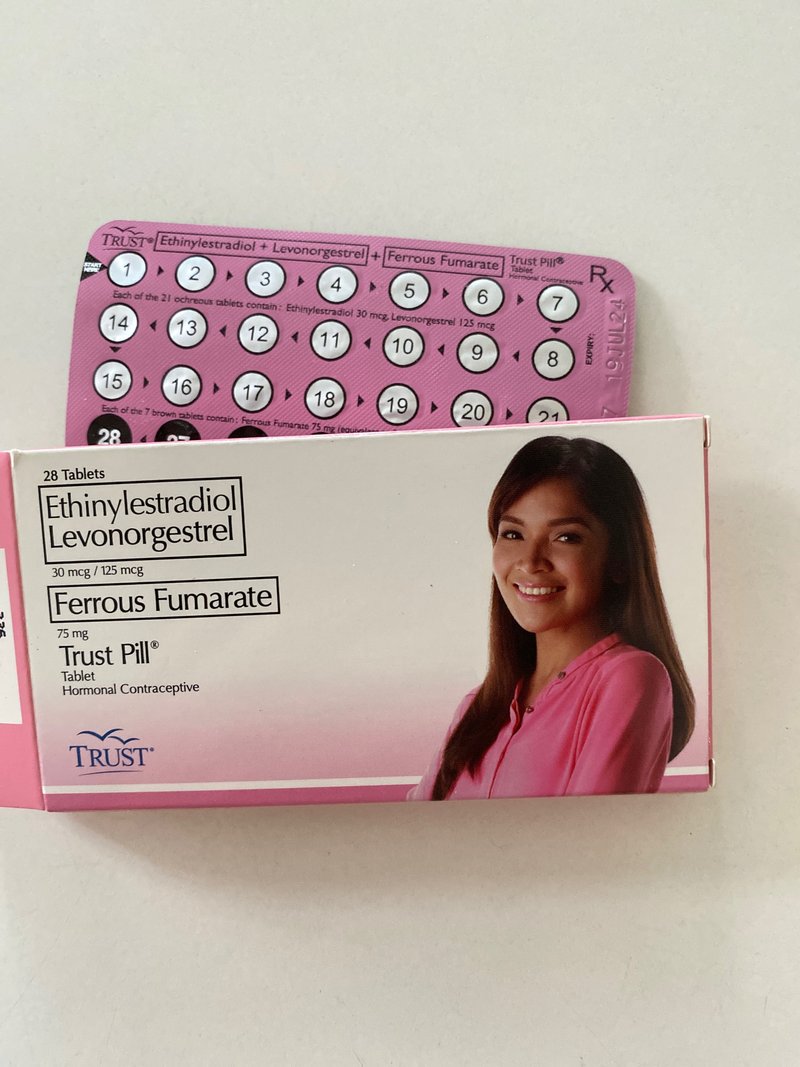 TRUST® Ethinylestradiol + Levonorgestrel + Ferrous Fumarate Trust Pill®
Tablet
Hormonal Contraceptive
Rx
START HERE!
1 2 3 4 5 6 7
Each of the 21 ochreous tablets contain: Ethinylestradiol 30 mcg, Levonorgestrel 125 mcg
14 13 12 11 10 9 8
EXPIRY:
19JUL24
15 16 17 18 19 20 21
Each of the 7 brown tablets contain: Ferrous Fumarate 75 mg
28 27
28 Tablets
Ethinylestradiol
Levonorgestrel
30 mcg / 125 mcg
Ferrous Fumarate
75 mg
Trust Pill®
Tablet
Hormonal Contraceptive
TRUST®